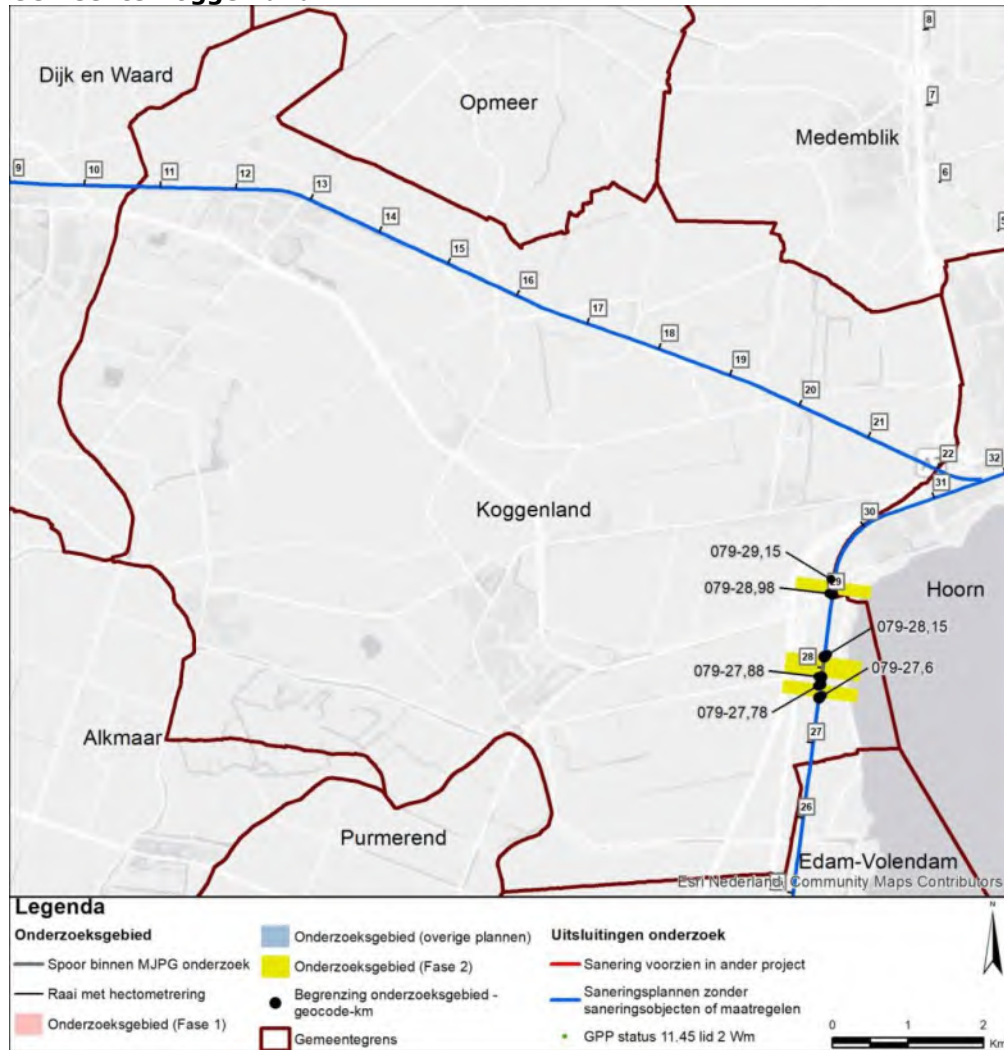 Dijk en Waard
Opmeer
Medemblik
8
7
6
9
10
11
12
13
14
15
16
17
18
19
20
21
22
32
31
30
Koggenland
079-29,15
29
079-28,98
Hoorn
079-28,15
28
079-27,88
079-27,6
079-27,78
27
Alkmaar
26
Purmerend
Edam-Volendam
Esri Nederland, Community Maps Contributors
Legenda
Onderzoeksgebied
Spoor binnen MJPG onderzoek
Raai met hectometrering
Onderzoeksgebied (Fase 1)
Onderzoeksgebied (overige plannen)
Onderzoeksgebied (Fase 2)
Begrenzing onderzoeksgebied -
geocode-km
Gemeentegrens
Uitsluitingen onderzoek
Sanering voorzien in ander project
Saneringsplannen zonder
saneringsobjecten of maatregelen
GPP status 11.45 lid 2 Wm
N
0 1 2
Km